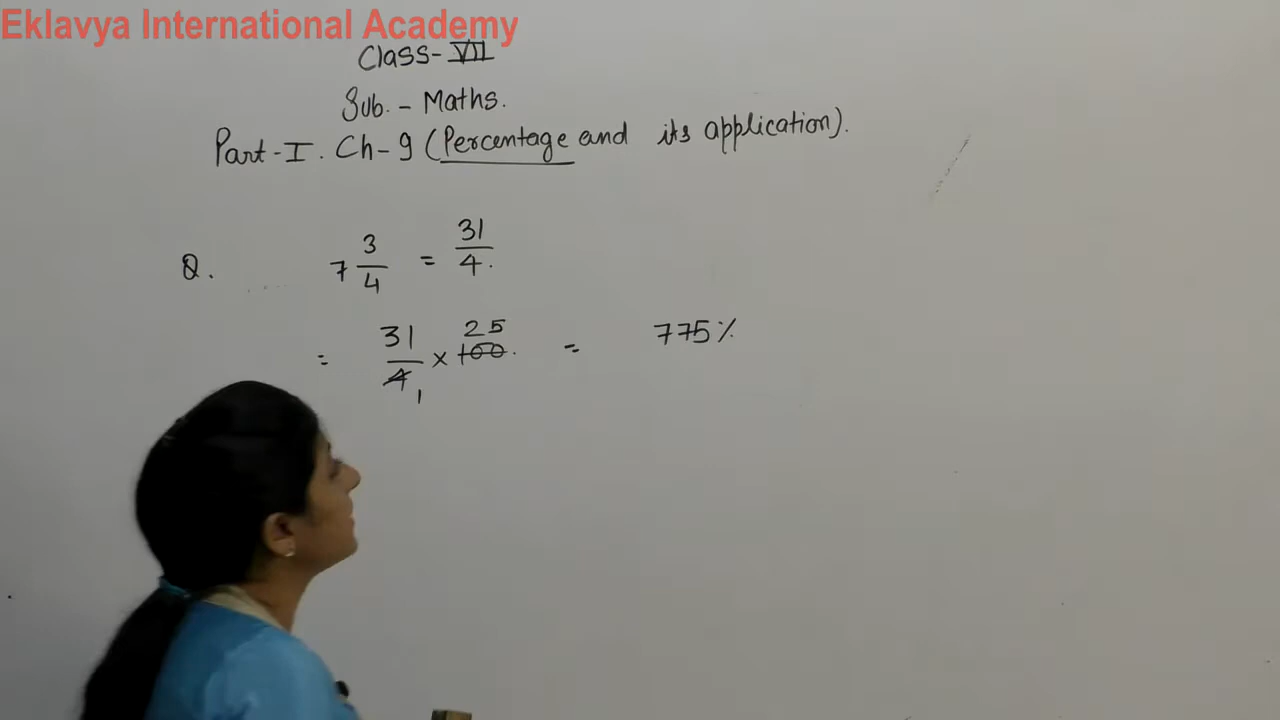 Eklavya International Academy
Class-VII
Sub. - Maths.
Part-I. Ch-9 (Percentage and its application).
Q. 7 3/4 = 31/4.
= 31/4 1 × 100 25. = 775%